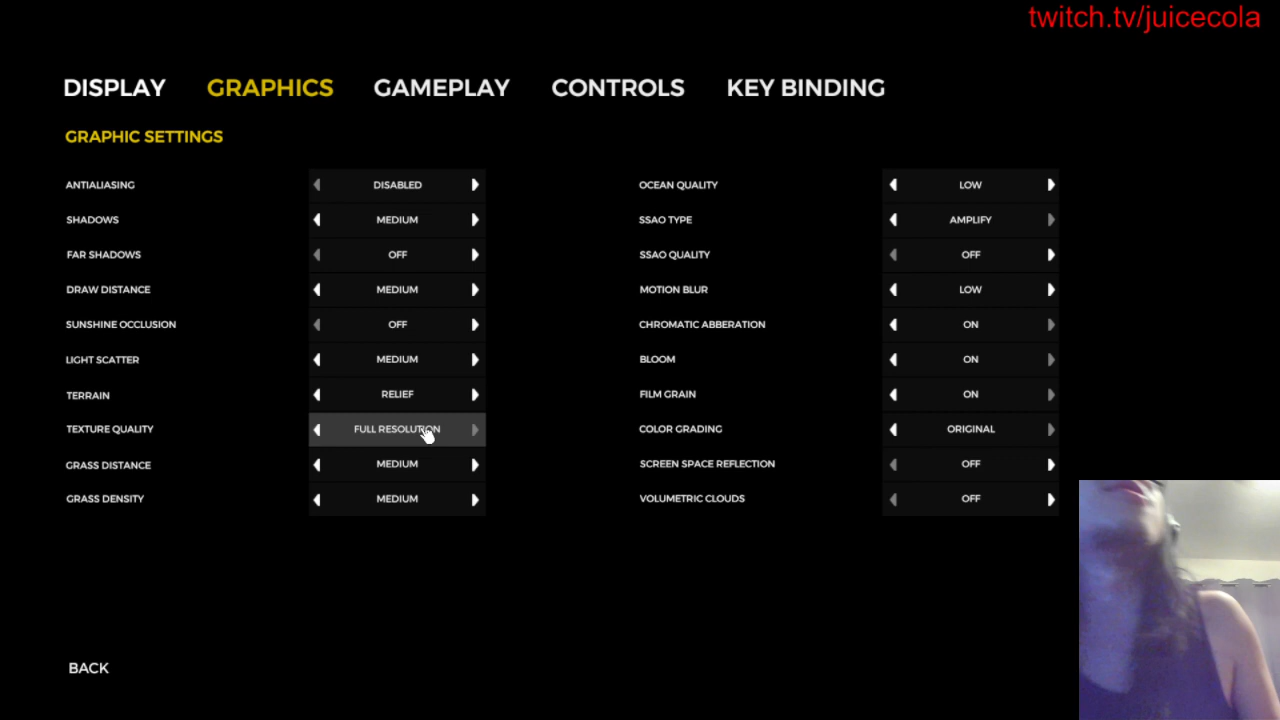 twitch.tv/juicecola
DISPLAY GRAPHICS GAMEPLAY CONTROLS KEY BINDING
GRAPHIC SETTINGS
ANTIALIASING DISABLED
SHADOWS MEDIUM
FAR SHADOWS OFF
DRAW DISTANCE MEDIUM
SUNSHINE OCCLUSION OFF
LIGHT SCATTER MEDIUM
TERRAIN RELIEF
TEXTURE QUALITY FULL RESOLUTION
GRASS DISTANCE MEDIUM
GRASS DENSITY MEDIUM
OCEAN QUALITY LOW
SSAO TYPE AMPLIFY
SSAO QUALITY OFF
MOTION BLUR LOW
CHROMATIC ABBERATION ON
BLOOM ON
FILM GRAIN ON
COLOR GRADING ORIGINAL
SCREEN SPACE REFLECTION OFF
VOLUMETRIC CLOUDS OFF
BACK